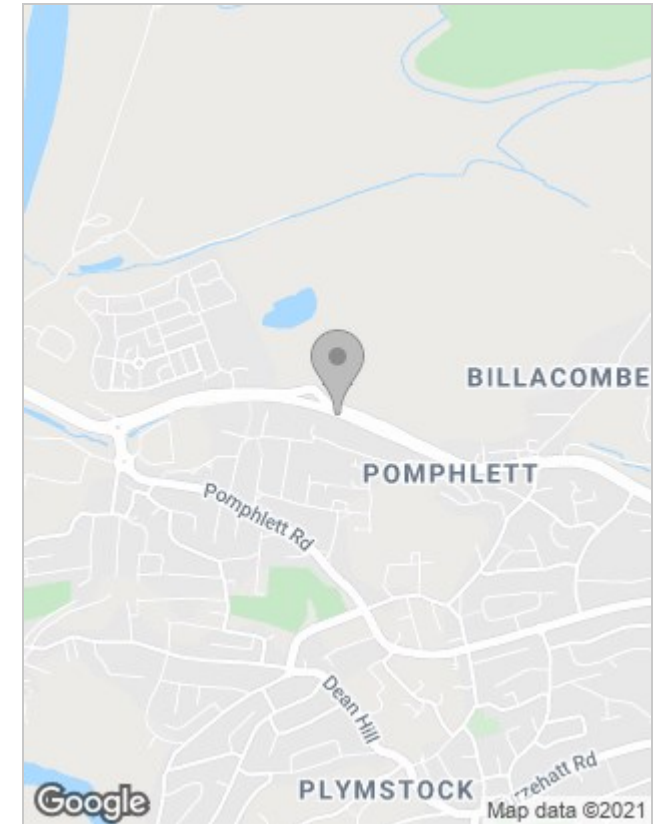 BILLACOMBE
POMPHLETT
Pomphlett Rd
Dean Hill
PLYMSTOCK
Google
Map data ©2021